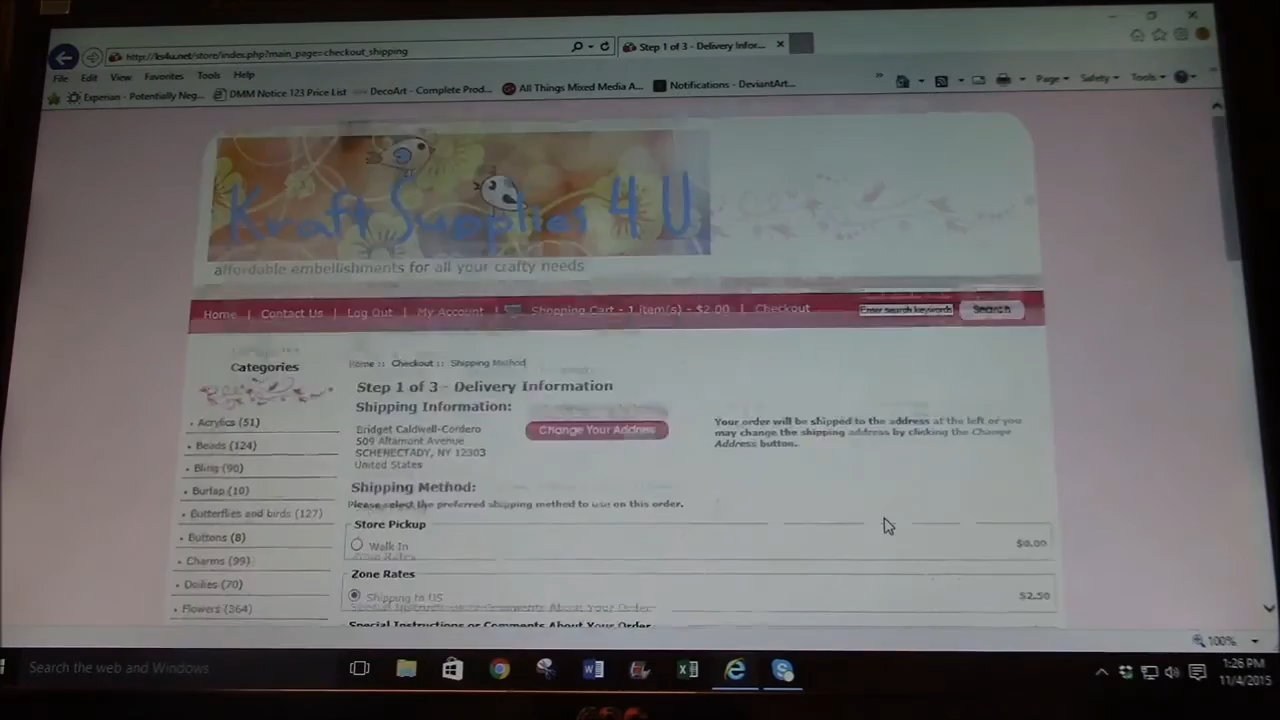 http://ks4u.net/store/index.php?main_page=checkout_shipping
Step 1 of 3 - Delivery Infor...
File Edit View Favorites Tools Help
Experian - Potentially Neg... DMM Notice 123 Price List DecoArt - Complete Prod... All Things Mixed Media A... Notifications - DeviantArt...
Page Safety Tools
Kraft Supplies 4 U
affordable embellishments for all your crafty needs
Home | Contact Us | Log Out | My Account | Shopping Cart - 1 item(s) - $2.00 | Checkout
Enter search keywords Search
Categories
Acrylics (51)
Beads (124)
Bling (90)
Burlap (10)
Butterflies and birds (127)
Buttons (8)
Charms (99)
Doilies (70)
Flowers (364)
Home :: Checkout :: Shipping Method
Step 1 of 3 - Delivery Information
Shipping Information:
Bridget Caldwell-Cordero
509 Altamont Avenue
SCHENECTADY, NY 12303
United States
Change Your Address
Your order will be shipped to the address at the left or you
may change the shipping address by clicking the Change
Address button.
Shipping Method:
Please select the preferred shipping method to use on this order.
Store Pickup
Walk In $0.00
Zone Rates
Shipping to US $2.50
Special Instructions or Comments About Your Order
100%
Search the web and Windows
1:26 PM
11/4/2015